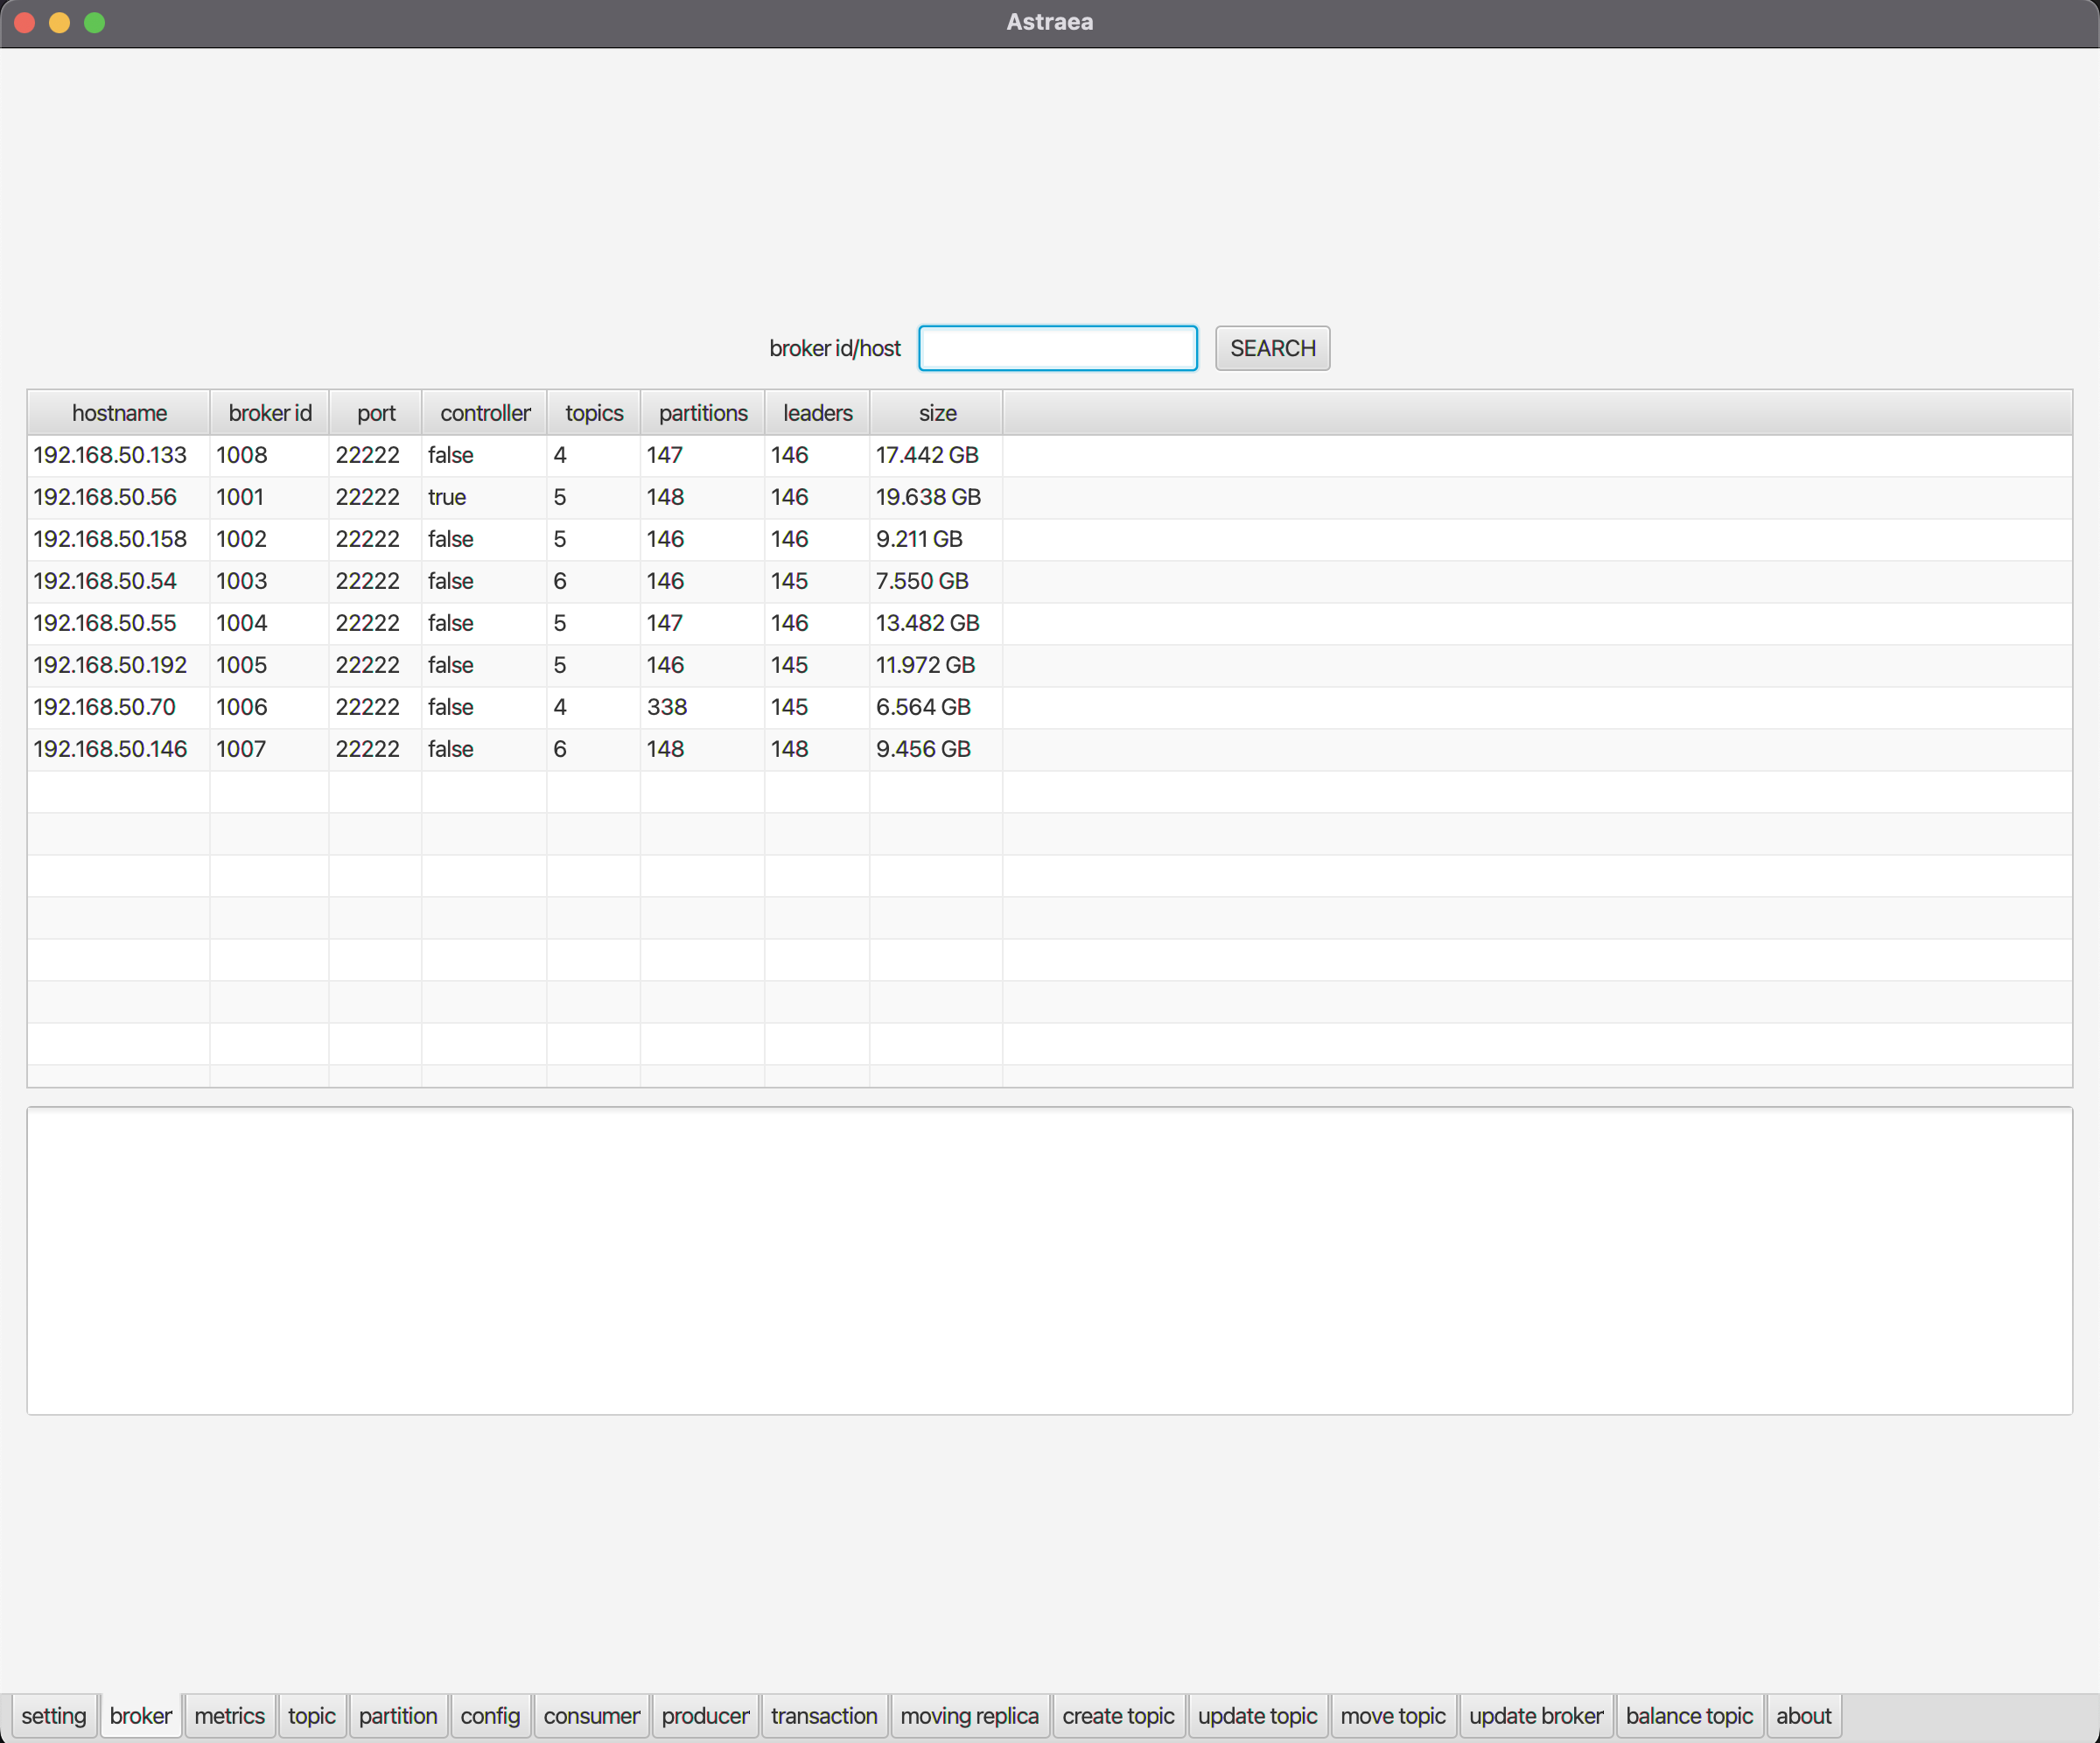 Astraea
broker id/host SEARCH
hostname broker id port controller topics partitions leaders size
192.168.50.133 1008 22222 false 4 147 146 17.442 GB
192.168.50.56 1001 22222 true 5 148 146 19.638 GB
192.168.50.158 1002 22222 false 5 146 146 9.211 GB
192.168.50.54 1003 22222 false 6 146 145 7.550 GB
192.168.50.55 1004 22222 false 5 147 146 13.482 GB
192.168.50.192 1005 22222 false 5 146 145 11.972 GB
192.168.50.70 1006 22222 false 4 338 145 6.564 GB
192.168.50.146 1007 22222 false 6 148 148 9.456 GB
setting broker metrics topic partition config consumer producer transaction moving replica create topic update topic move topic update broker balance topic about